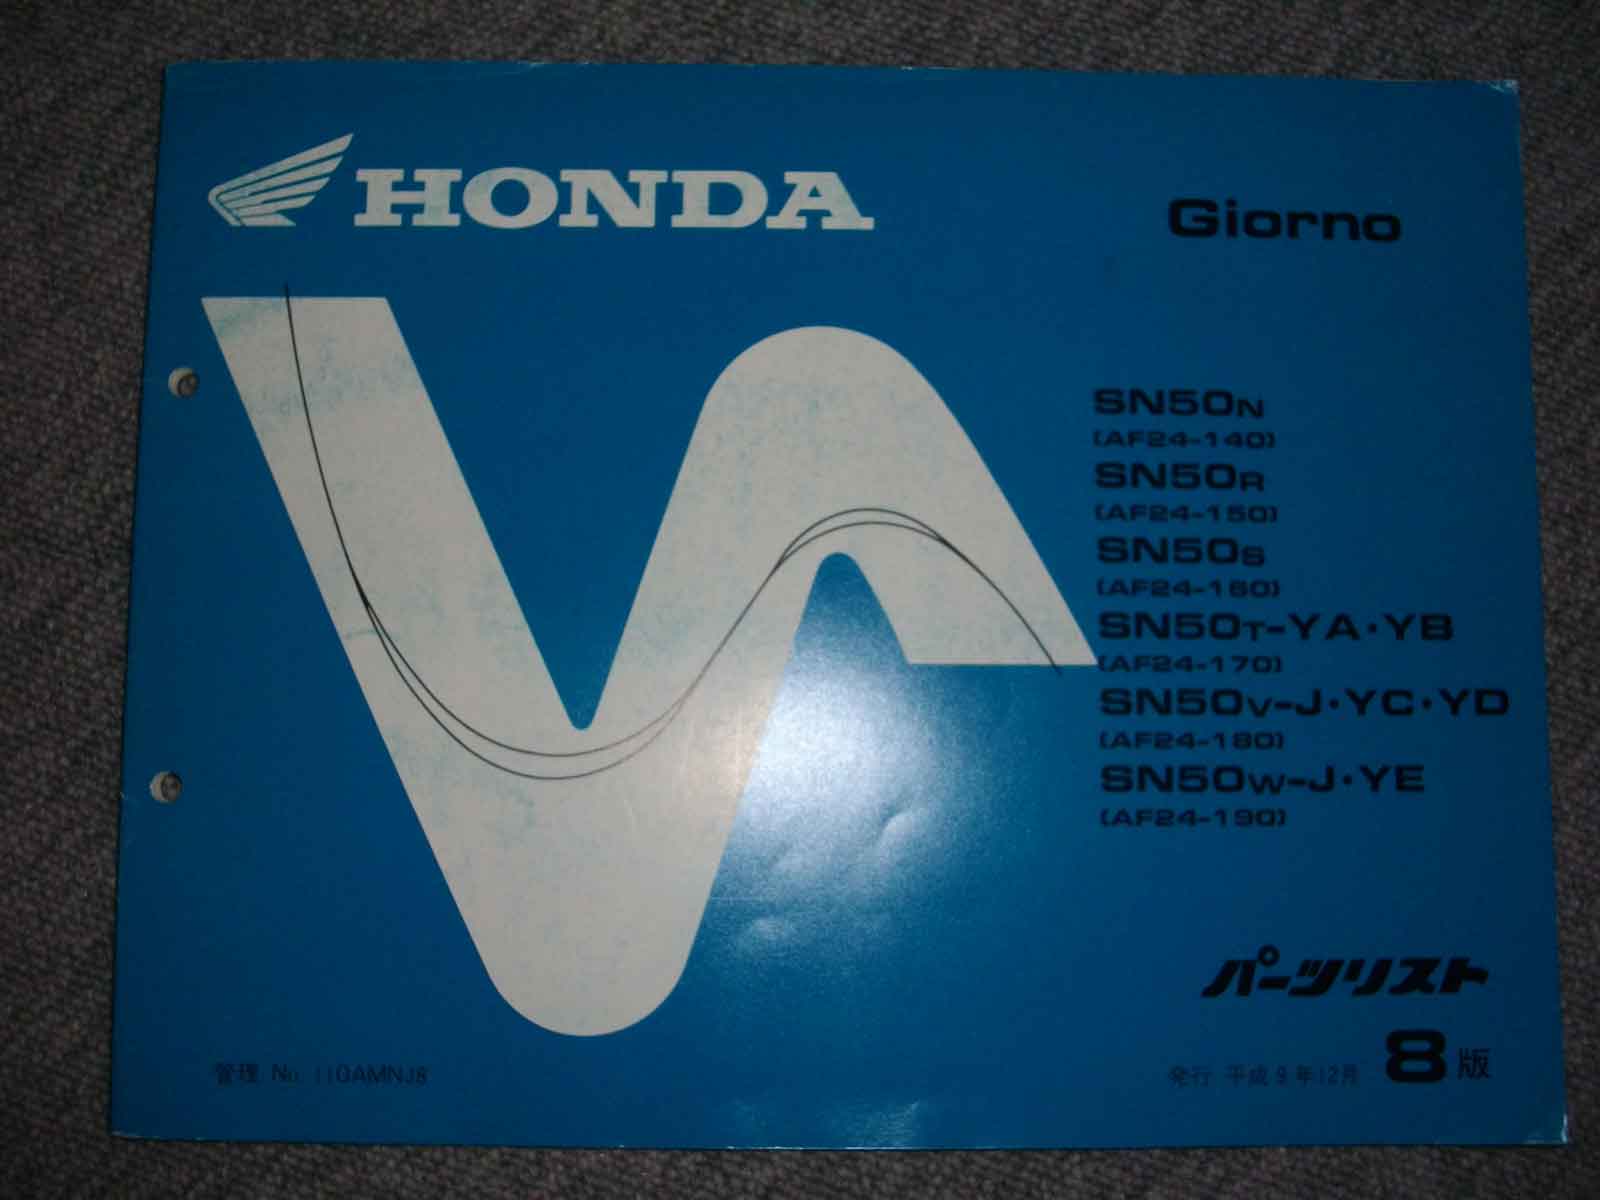 HONDA
Giorno
SN50N
(AF24-140)
SN50R
(AF24-150)
SN50S
(AF24-160)
SN50T-YA・YB
(AF24-170)
SN50V-J・YC・YD
(AF24-180)
SN50W-J・YE
(AF24-190)
パーツリスト
8版
管理 No. 110AMNJ8
発行 平成9年12月